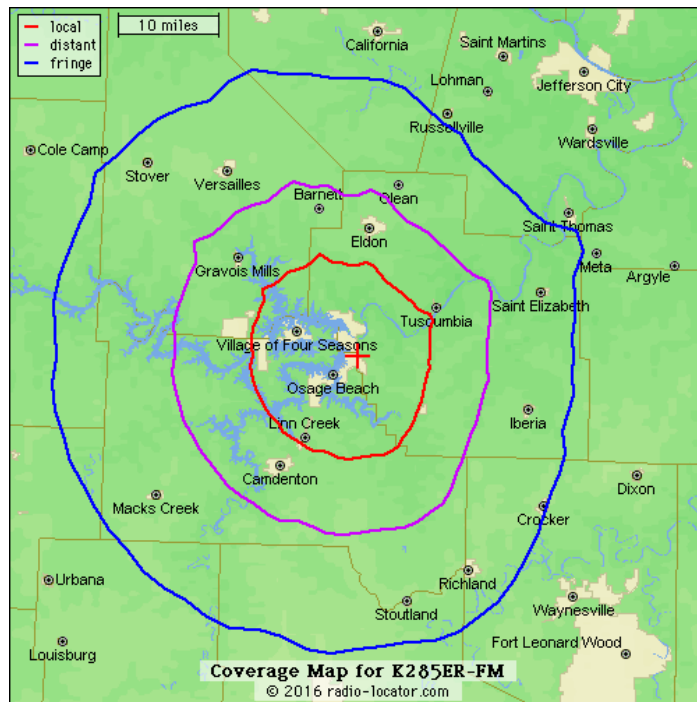 local
distant
fringe
10 miles
California
Saint Martins
Jefferson City
Lohman
Russellville
Wardsville
Cole Camp
Stover
Versailles
Barnett
Olean
Eldon
Saint Thomas
Meta
Argyle
Gravois Mills
Saint Elizabeth
Tuscumbia
Village of Four Seasons
Osage Beach
Linn Creek
Iberia
Camdenton
Macks Creek
Dixon
Crocker
Urbana
Richland
Stoutland
Waynesville
Louisburg
Fort Leonard Wood
Coverage Map for K285ER-FM
© 2016 radio-locator.com